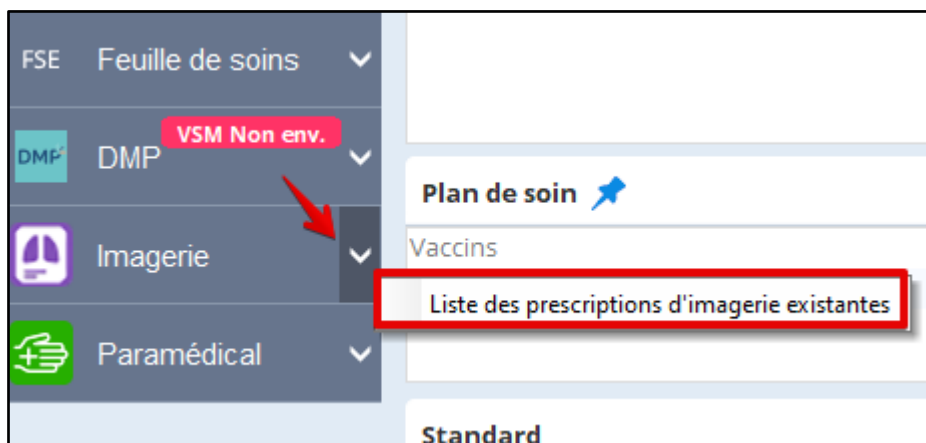 FSE Feuille de soins
VSM Non env.
DMP DMP
Plan de soin
Imagerie
Vaccins
Liste des prescriptions d'imagerie existantes
Paramédical
Standard